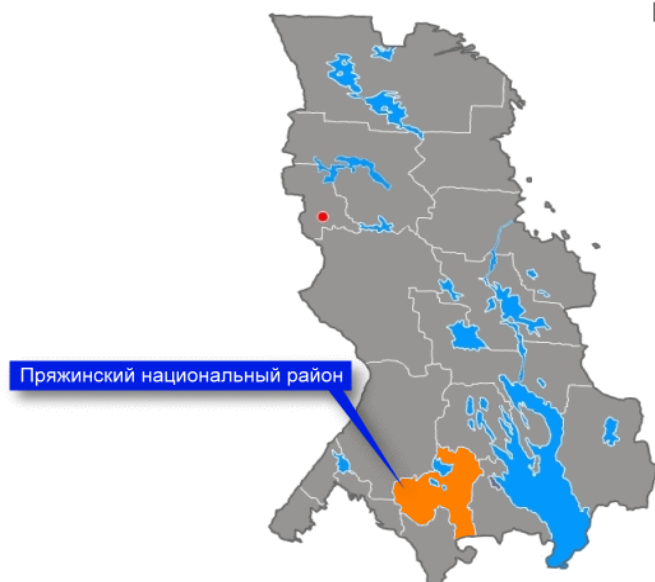 Пряжинский национальный район